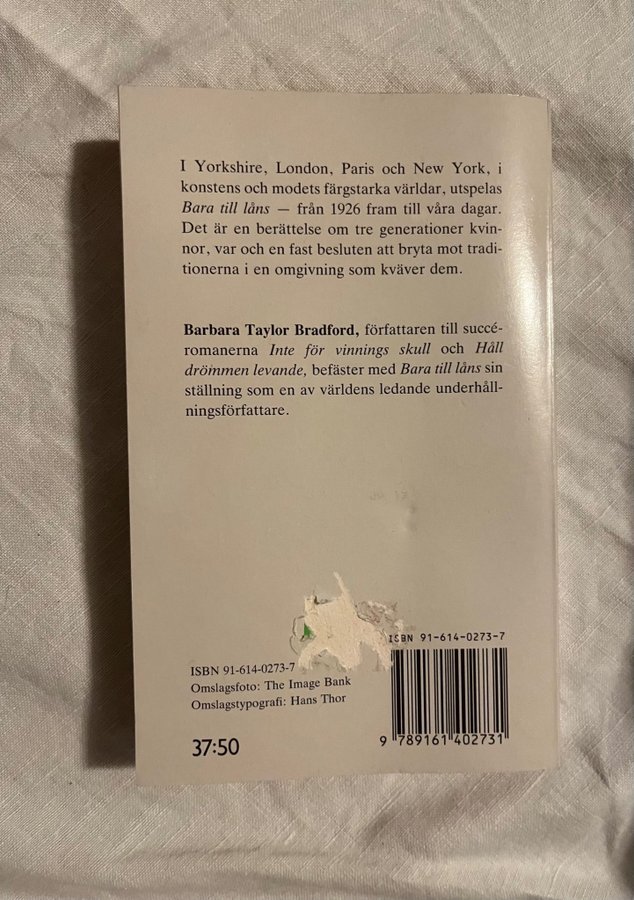 I Yorkshire, London, Paris och New York, i
konstens och modets färgstarka världar, utspelas
Bara till låns — från 1926 fram till våra dagar.
Det är en berättelse om tre generationer kvin-
nor, var och en fast besluten att bryta mot tradi-
tionerna i en omgivning som kväver dem.
Barbara Taylor Bradford, författaren till succé-
romanerna Inte för vinnings skull och Håll
drömmen levande, befäster med Bara till låns sin
ställning som en av världens ledande underhåll-
ningsförfattare.
ISBN 91-614-0273-7
Omslagsfoto: The Image Bank
Omslagstypografi: Hans Thor
37:50
ISBN 91-614-0273-7
9 789161 402731